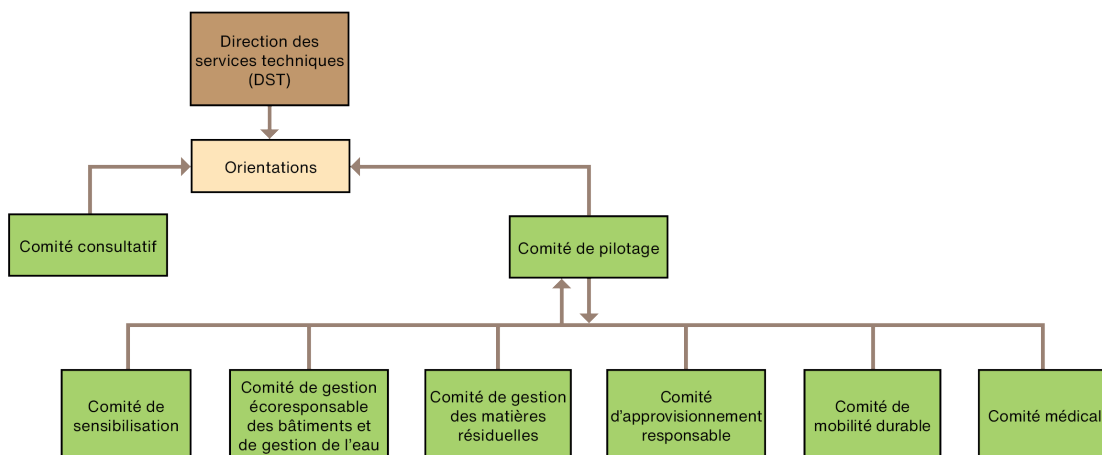 Direction des
services techniques
(DST)
Orientations
Comité consultatif
Comité de pilotage
Comité de
sensibilisation
Comité de gestion
écoresponsable
des bâtiments et
de gestion de l’eau
Comité de gestion
des matières
résiduelles
Comité
d’approvisionnement
responsable
Comité de
mobilité durable
Comité médical